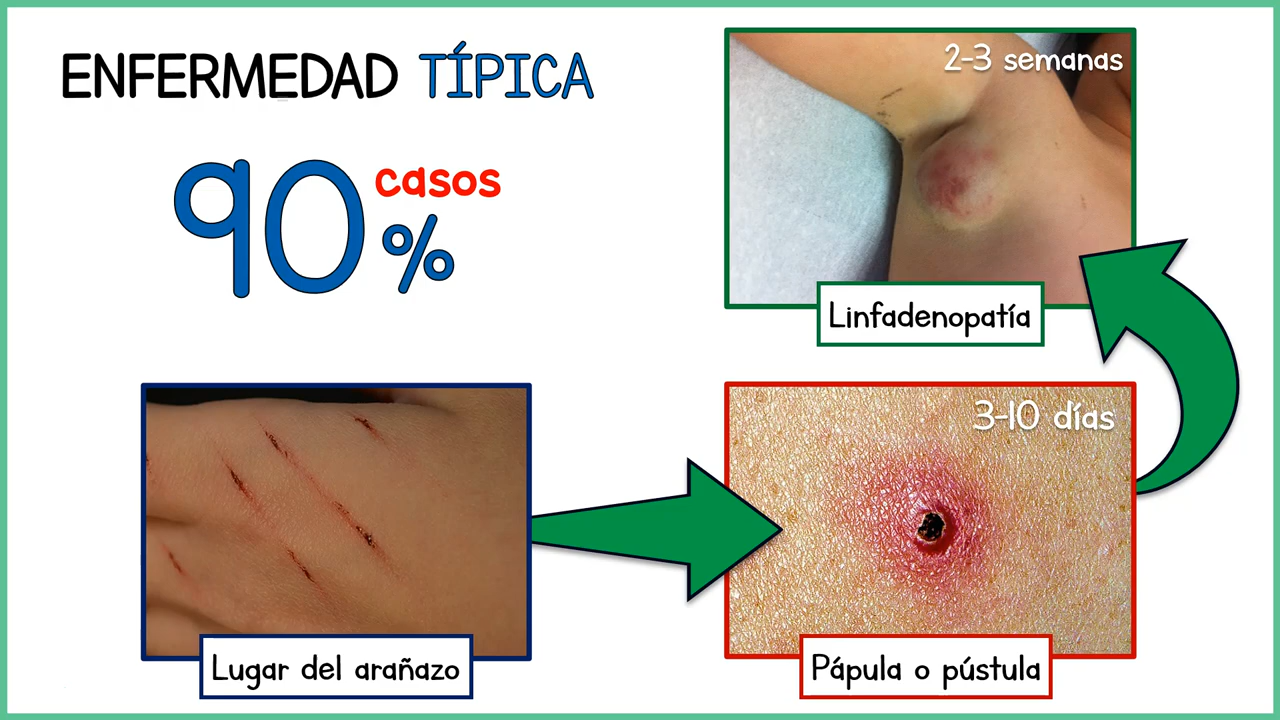 ENFERMEDAD TÍPICA
90 %
casos
2-3 semanas
Linfadenopatía
3-10 días
Lugar del arañazo
Pápula o pústula